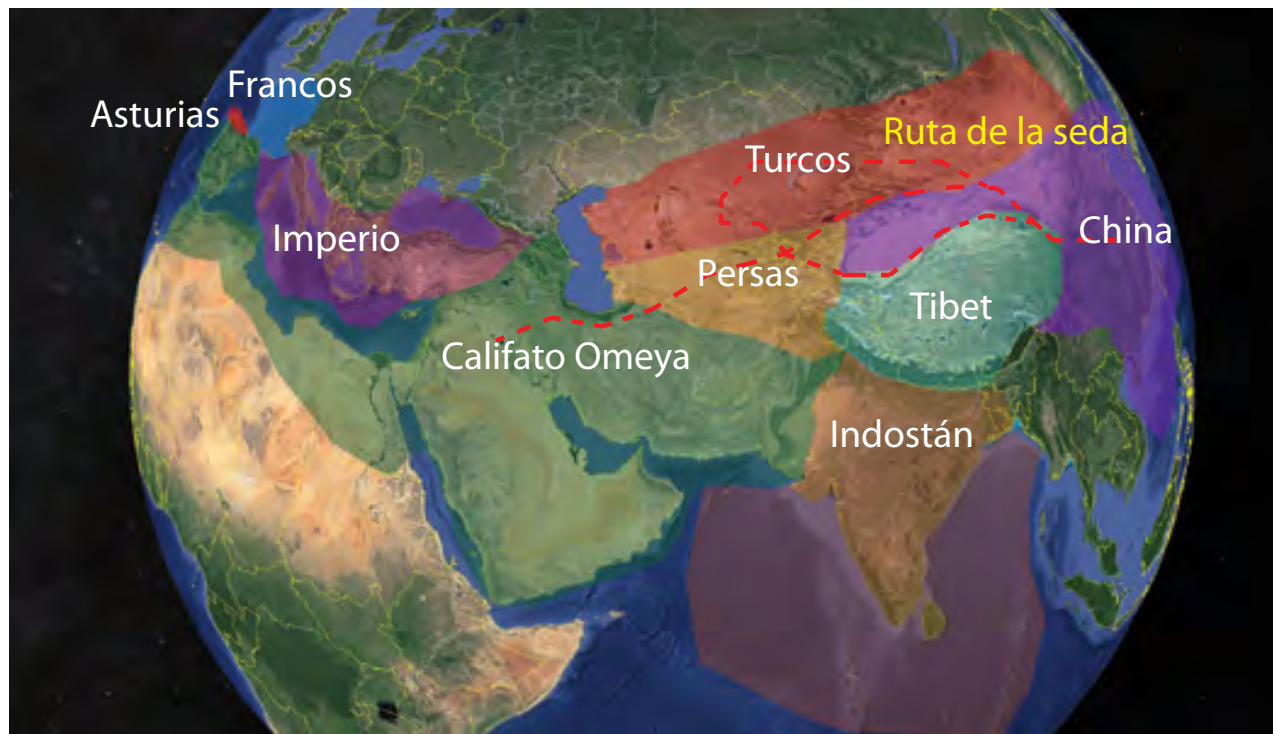 Francos
Asturias
Ruta de la seda
Turcos
Imperio
China
Persas
Tibet
Califato Omeya
Indostán